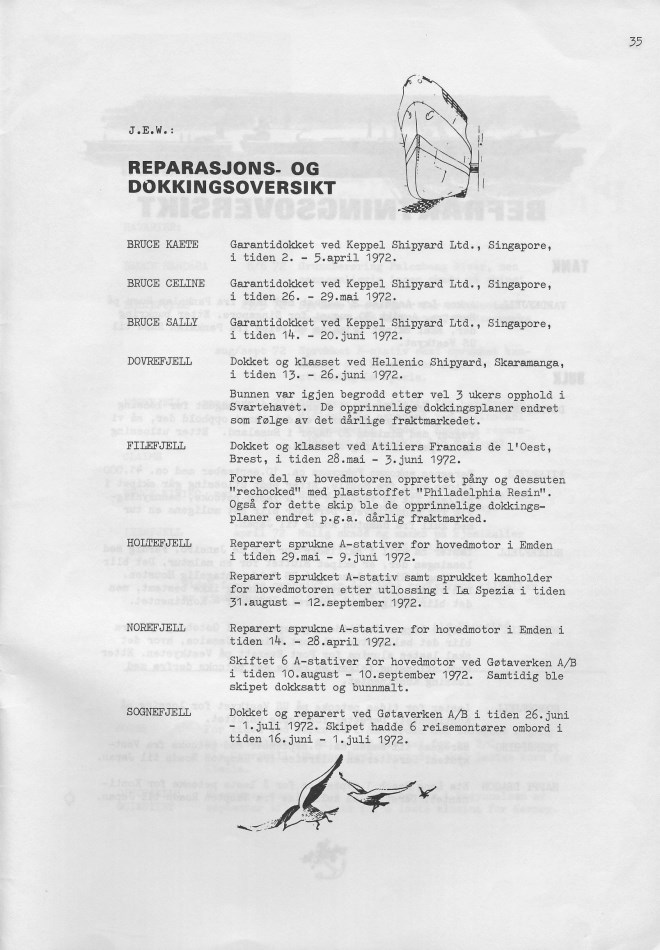 35
J.E.W.:
REPARASJONS- OG
DOKKINGSOVERSIKT
BRUCE KAETE Garantidokket ved Keppel Shipyard Ltd., Singapore,
i tiden 2. - 5.april 1972.
BRUCE CELINE Garantidokket ved Keppel Shipyard Ltd., Singapore,
i tiden 26. - 29.mai 1972.
BRUCE SALLY Garantidokket ved Keppel Shipyard Ltd., Singapore,
i tiden 14. - 20.juni 1972.
DOVREFJELL Dokket og klasset ved Hellenic Shipyard, Skaramanga,
i tiden 13. - 26.juni 1972.
Bunnen var igjen begrodd etter vel 3 ukers opphold i
Svartehavet. De opprinnelige dokkingsplaner endret
som følge av det dårlige fraktmarkedet.
FILEFJELL Dokket og klasset ved Atiliers Francais de l'Oest,
Brest, i tiden 28.mai - 3.juni 1972.
Forre del av hovedmotoren opprettet påny og dessuten
"rechocked" med plaststoffet "Philadelphia Resin".
Også for dette skip ble de opprinnelige dokkings-
planer endret p.g.a. dårlig fraktmarked.
HOLTEFJELL Reparert sprukne A-stativer for hovedmotor i Emden
i tiden 29.mai - 9.juni 1972.
Reparert sprukket A-stativ samt sprukket kamholder
for hovedmotoren etter utlossing i La Spezia i tiden
31.august - 12.september 1972.
NOREFJELL Reparert sprukne A-stativer for hovedmotor i Emden i
tiden 14. - 28.april 1972.
Skiftet 6 A-stativer for hovedmotor ved Gøtaverken A/B
i tiden 10.august - 10.september 1972. Samtidig ble
skipet dokksatt og bunnmalt.
SOGNEFJELL Dokket og reparert ved Gøtaverken A/B i tiden 26.juni
- 1.juli 1972. Skipet hadde 6 reisemontører ombord i
tiden 16.juni - 1.juli 1972.